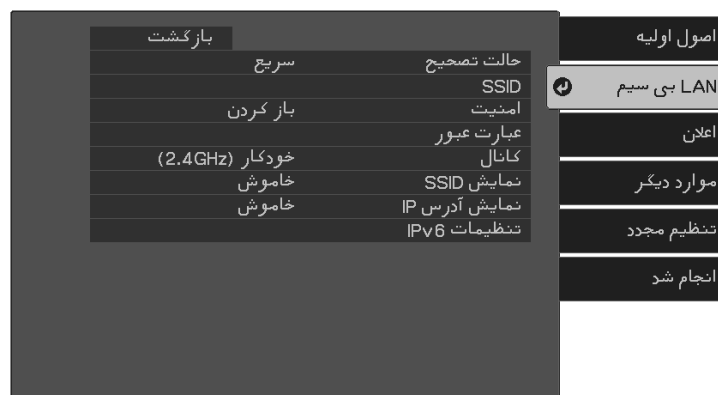 بازگشت
حالت تصحیح سریع
SSID
امنیت باز کردن
عبارت عبور
کانال خودکار (2.4GHz)
نمایش SSID خاموش
نمایش آدرس IP خاموش
تنظیمات IPv6
اصول اولیه
LAN بی سیم
اعلان
موارد دیگر
تنظیم مجدد
انجام شد